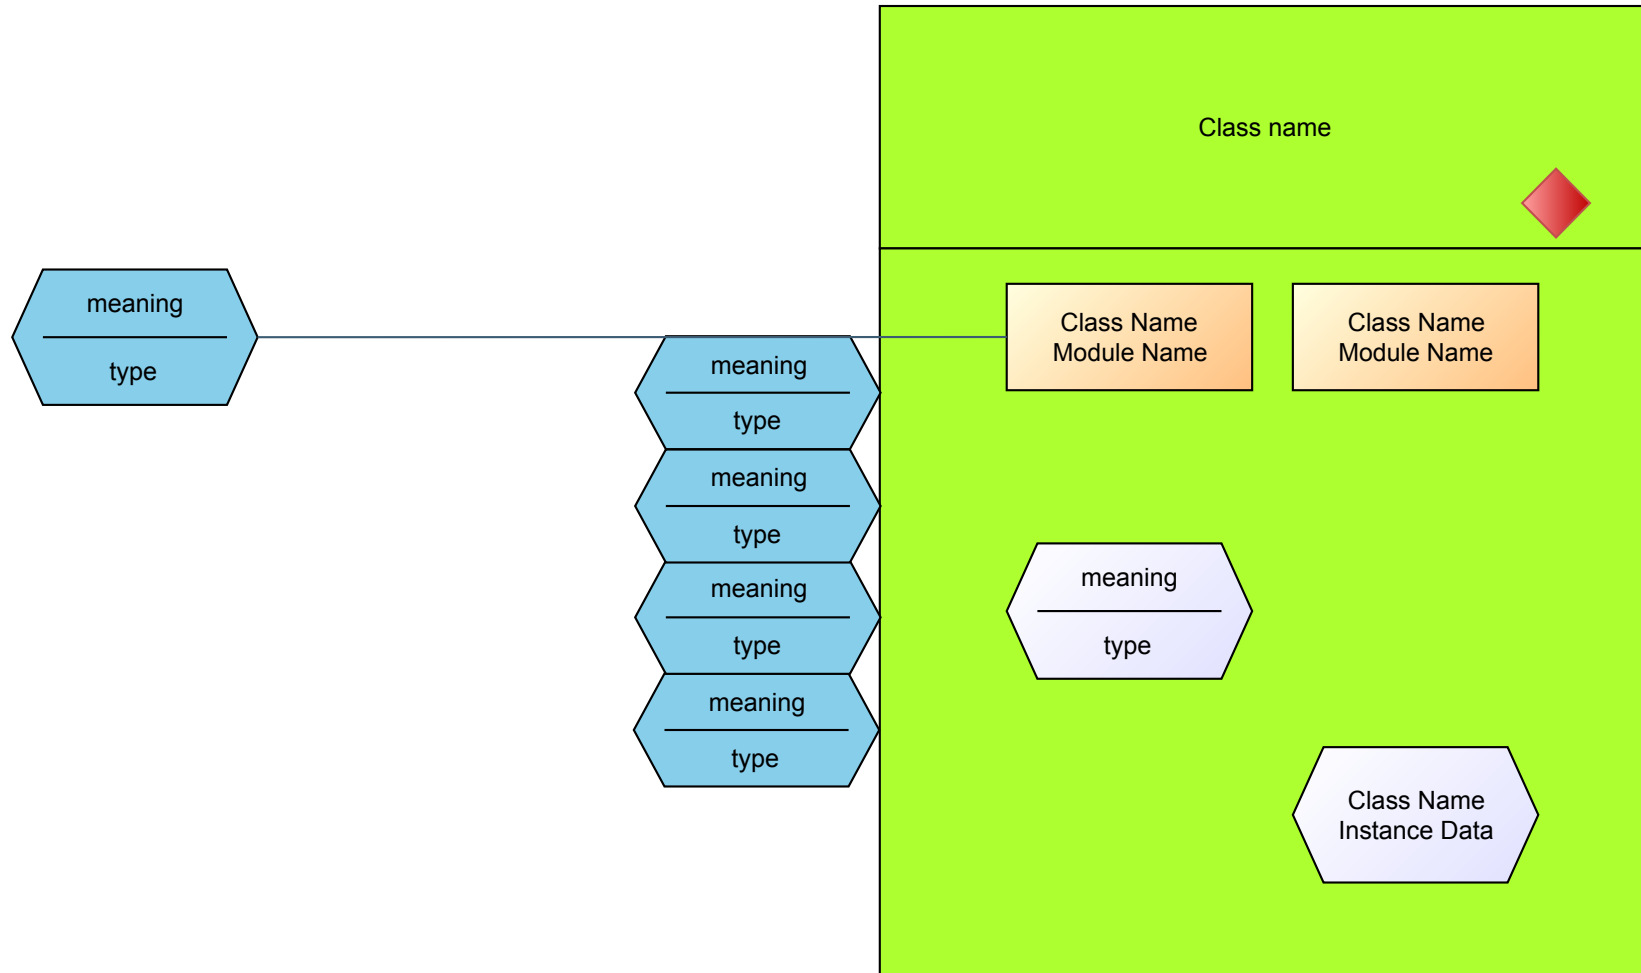 Class name
meaning
type
meaning
type
meaning
type
meaning
type
meaning
type
Class Name
Module Name
Class Name
Module Name
meaning
type
Class Name
Instance Data